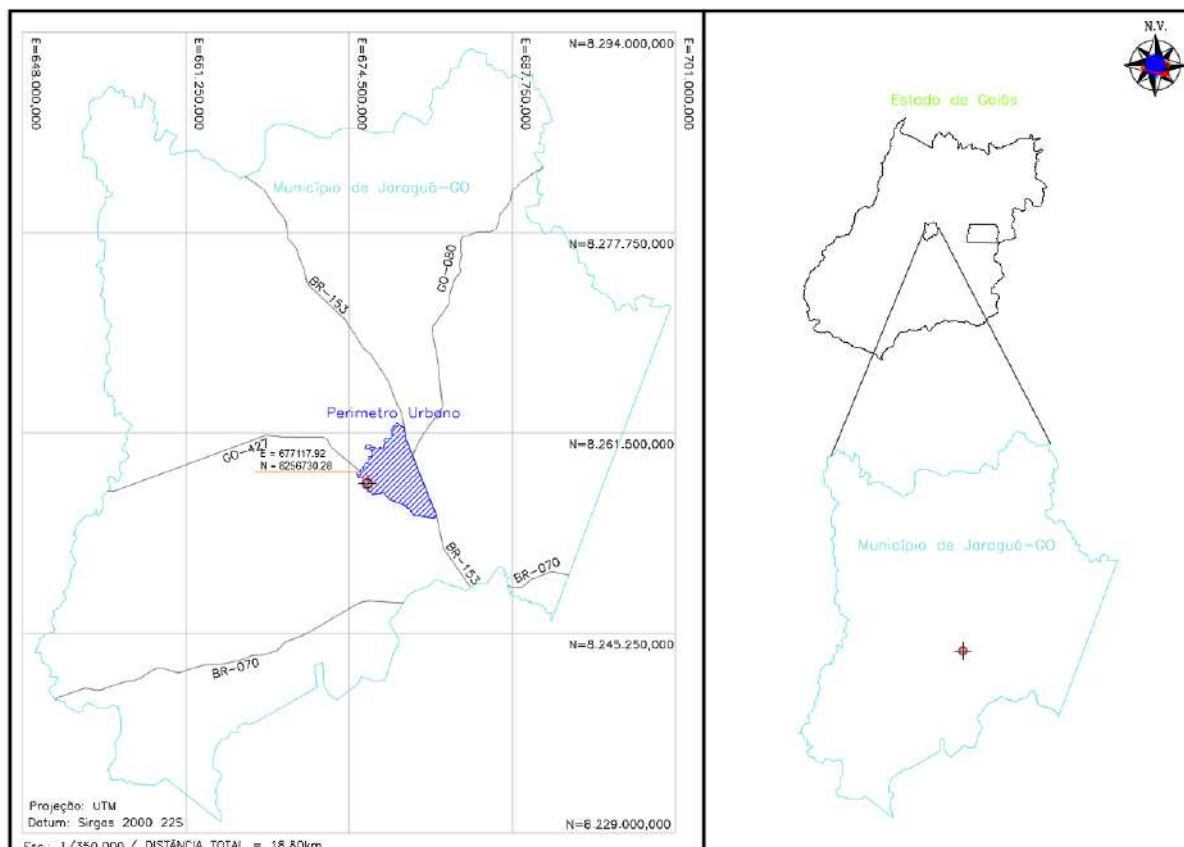 E=648.000,000
E=661.250,000
E=674.500,000
E=687.750,000
E=701.000,000
N=8.294.000,000
Município de Jaraguá-GO
N=8.277.750,000
BR-153
GO-080
Perímetro Urbano
N=8.261.500,000
GO-427
E = 677117.92
N = 8256730.28
BR-153
BR-070
N=8.245.250,000
BR-070
Projeção: UTM
Datum: Sirgas 2000 22S
N=8.229.000,000
Esc.: 1/350.000 / DISTÂNCIA TOTAL = 18,80km
N.V.
Estado de Goiás
Município de Jaraguá-GO